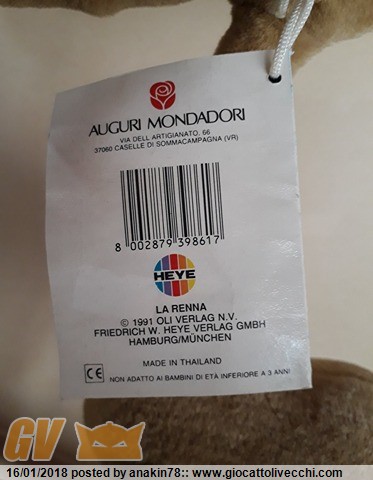 AUGURI MONDADORI
VIA DELL ARTIGIANATO, 66
37060 CASELLE DI SOMMACAMPAGNA (VR)
8 002879 398617
HEYE
LA RENNA
© 1991 OLI VERLAG N.V.
FRIEDRICH W. HEYE VERLAG GMBH
HAMBURG/MÜNCHEN
MADE IN THAILAND
CE NON ADATTO AI BAMBINI DI ETÀ INFERIORE A 3 ANNI
GV
16/01/2018 posted by anakin78:: www.giocattolivecchi.com